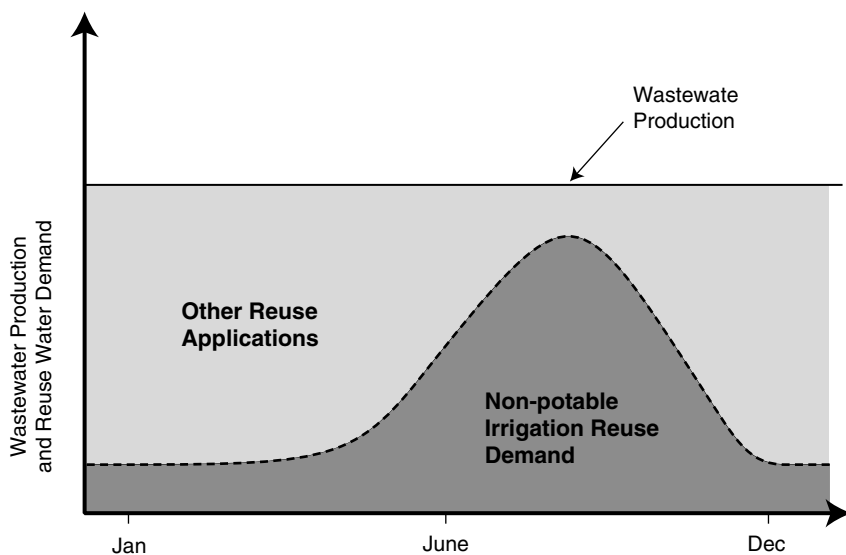 Wastewate
Production
Wastewater Production
and Reuse Water Demand
Other Reuse
Applications
Non-potable
Irrigation Reuse
Demand
Jan
June
Dec